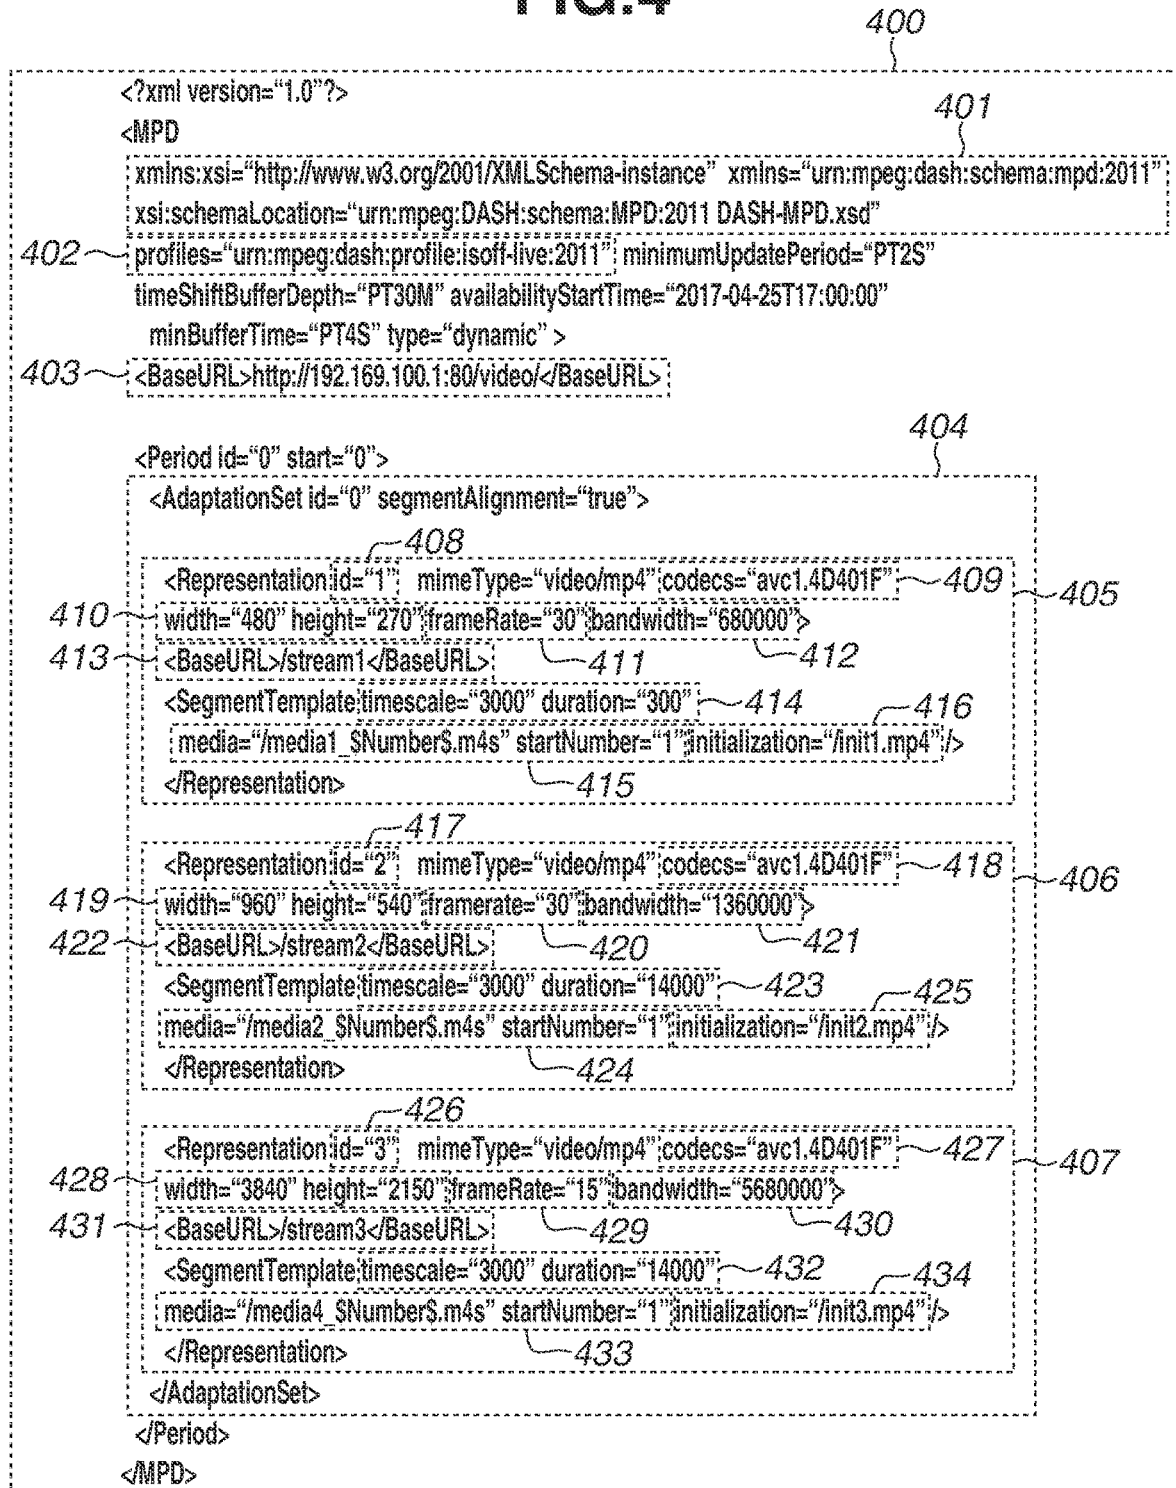 FIG.4
400
<?xml version=“1.0”?>
<MPD
401
xmlns:xsi=“http://www.w3.org/2001/XMLSchema-instance” xmlns=“urn:mpeg:dash:schema:mpd:2011”
xsi:schemaLocation=“urn:mpeg:DASH:schema:MPD:2011 DASH-MPD.xsd”
402 profiles=“urn:mpeg:dash:profile:isoff-live:2011” minimumUpdatePeriod=“PT2S”
timeShiftBufferDepth=“PT30M” availabilityStartTime=“2017-04-25T17:00:00”
minBufferTime=“PT4S” type=“dynamic” >
403 <BaseURL>http://192.169.100.1:80/video/</BaseURL>
404
<Period id=“0” start=“0”>
<AdaptationSet id=“0” segmentAlignment=“true”>
408
<Representation id=“1” mimeType=“video/mp4” codecs=“avc1.4D401F” 409 405
410 width=“480” height=“270” frameRate=“30” bandwidth=“680000”>
413 <BaseURL>/stream1</BaseURL> 411 412
<SegmentTemplate timescale=“3000” duration=“300” 414 416
media=“/media1_$Number$.m4s” startNumber=“1” initialization=“/init1.mp4” />
</Representation> 415
417
<Representation id=“2” mimeType=“video/mp4” codecs=“avc1.4D401F” 418 406
419 width=“960” height=“540” framerate=“30” bandwidth=“1360000”>
422 <BaseURL>/stream2</BaseURL> 420 421
<SegmentTemplate timescale=“3000” duration=“14000” 423 425
media=“/media2_$Number$.m4s” startNumber=“1” initialization=“/init2.mp4” />
</Representation> 424
426
<Representation id=“3” mimeType=“video/mp4” codecs=“avc1.4D401F” 427 407
428 width=“3840” height=“2150” frameRate=“15” bandwidth=“5680000”>
431 <BaseURL>/stream3</BaseURL> 429 430
<SegmentTemplate timescale=“3000” duration=“14000” 432 434
media=“/media4_$Number$.m4s” startNumber=“1” initialization=“/init3.mp4” />
</Representation> 433
</AdaptationSet>
</Period>
</MPD>